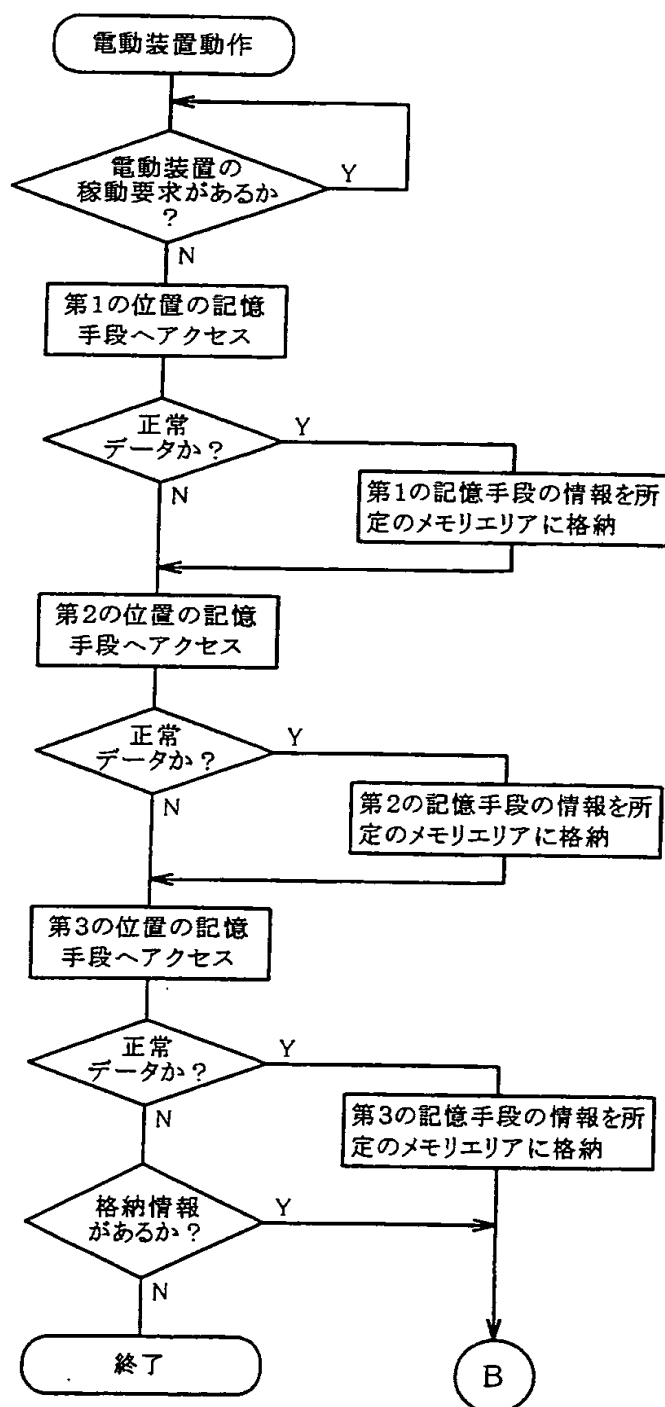 電動装置動作
電動装置の
稼動要求があるか
?
Y
N
第1の位置の記憶
手段へアクセス
正常
データか?
Y
N
第1の記憶手段の情報を所
定のメモリエリアに格納
第2の位置の記憶
手段へアクセス
正常
データか?
Y
N
第2の記憶手段の情報を所
定のメモリエリアに格納
第3の位置の記憶
手段へアクセス
正常
データか?
Y
N
第3の記憶手段の情報を所
定のメモリエリアに格納
格納情報
があるか?
Y
N
終了
B